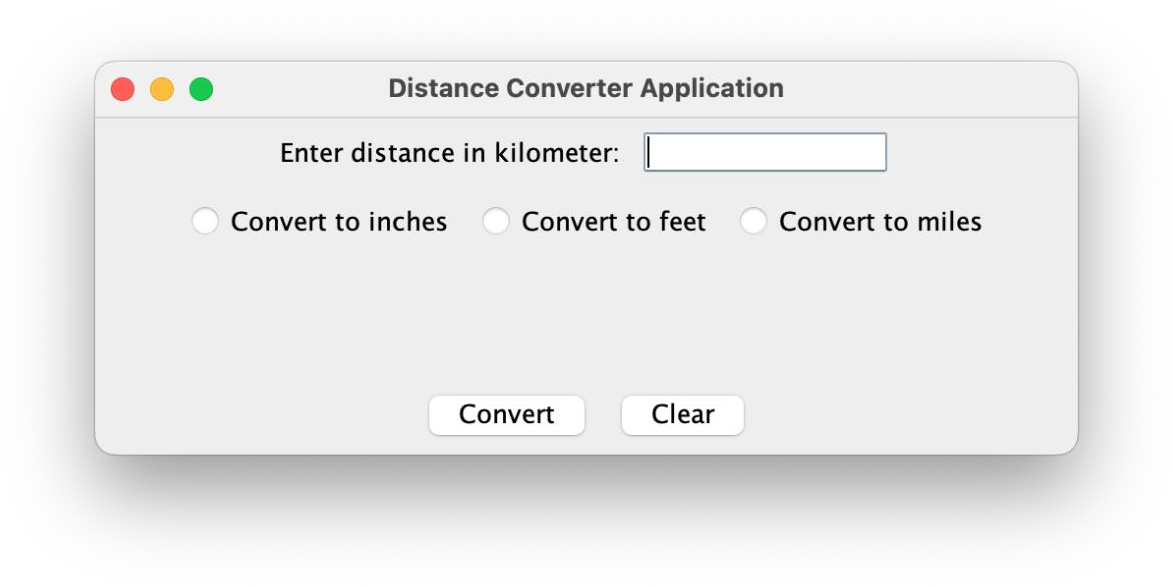 Distance Converter Application
Enter distance in kilometer:
Convert to inches Convert to feet Convert to miles
Convert Clear